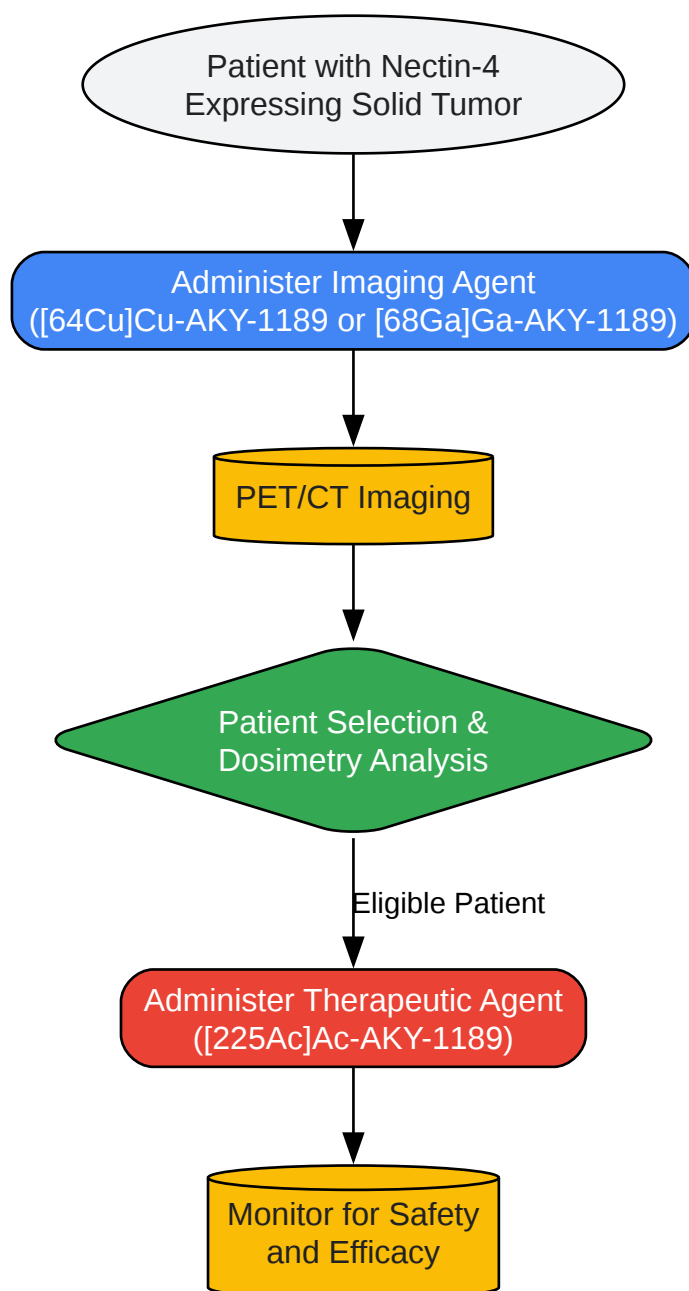 Patient with Nectin-4
Expressing Solid Tumor
Administer Imaging Agent
([64Cu]Cu-AKY-1189 or [68Ga]Ga-AKY-1189)
PET/CT Imaging
Patient Selection &
Dosimetry Analysis
Eligible Patient
Administer Therapeutic Agent
([225Ac]Ac-AKY-1189)
Monitor for Safety
and Efficacy